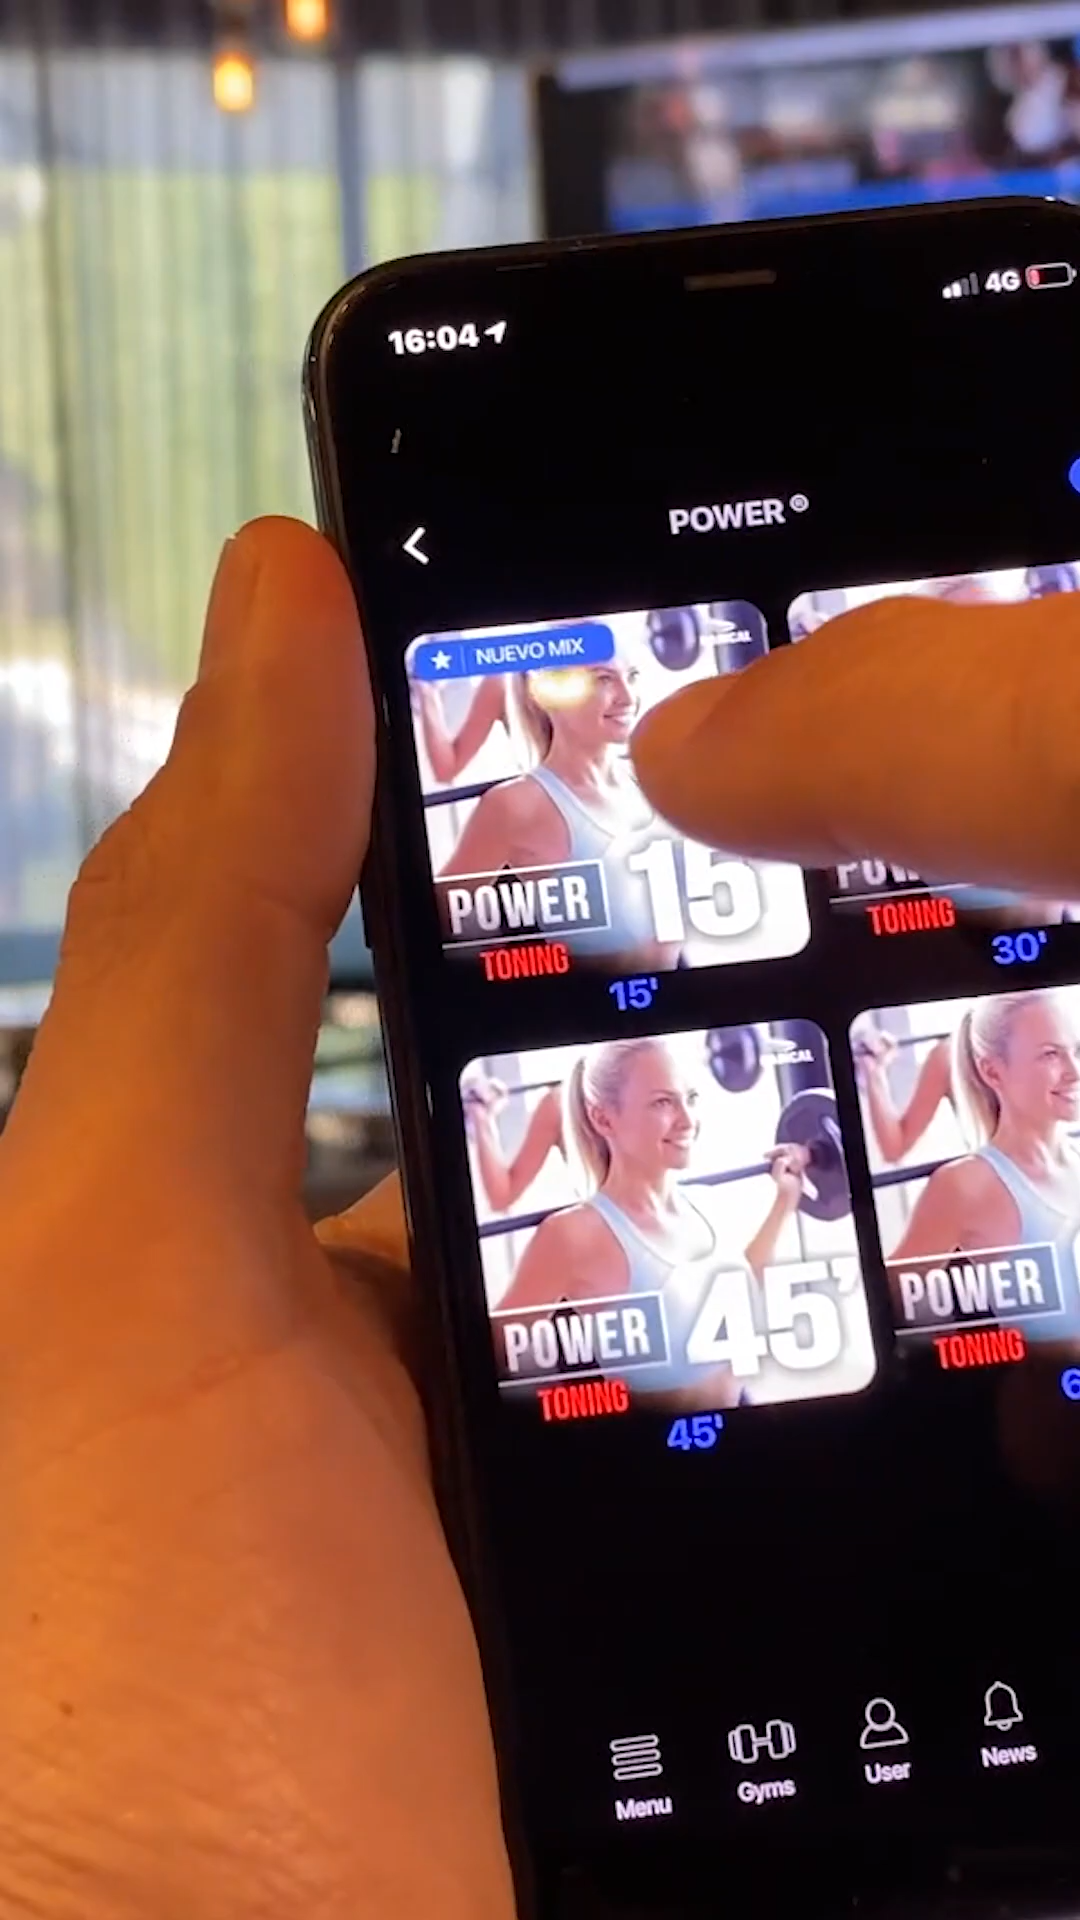 16:04
4G
POWER®
NUEVO MIX
POWER
15
TONING
15'
TONING
30'
POWER
45'
TONING
45'
POWER
TONING
Menu
Gyms
User
News